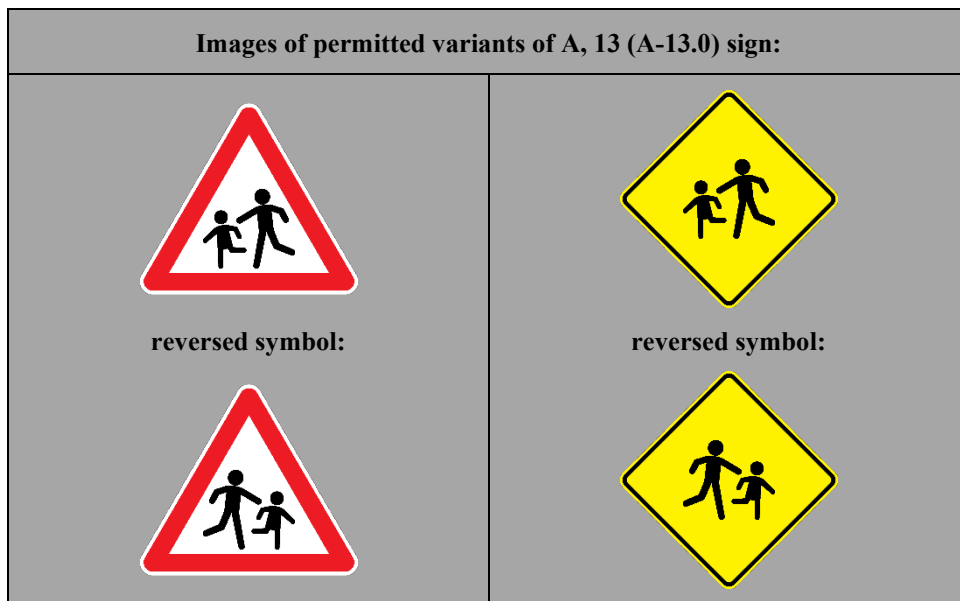 Images of permitted variants of A, 13 (A-13.0) sign:
reversed symbol:
reversed symbol: